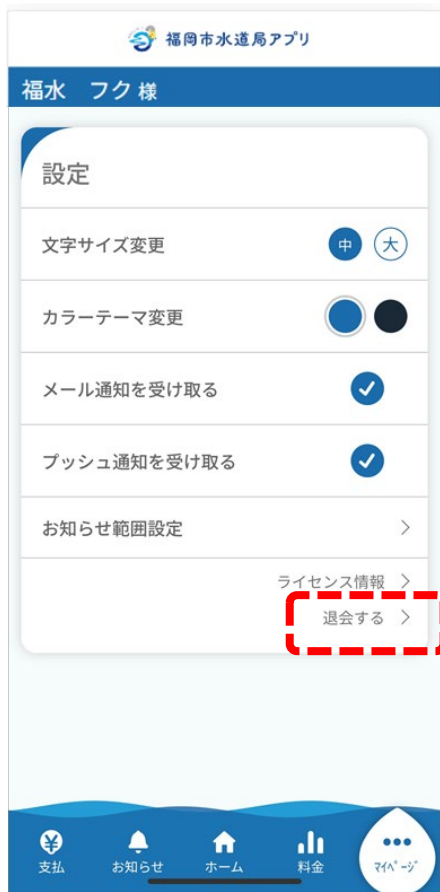 福岡市水道局アプリ
福水　フク 様
設定
文字サイズ変更 中 大
カラーテーマ変更
メール通知を受け取る
プッシュ通知を受け取る
お知らせ範囲設定
ライセンス情報
退会する
支払 お知らせ ホーム 料金 ﾏｲﾍﾟｰｼﾞ